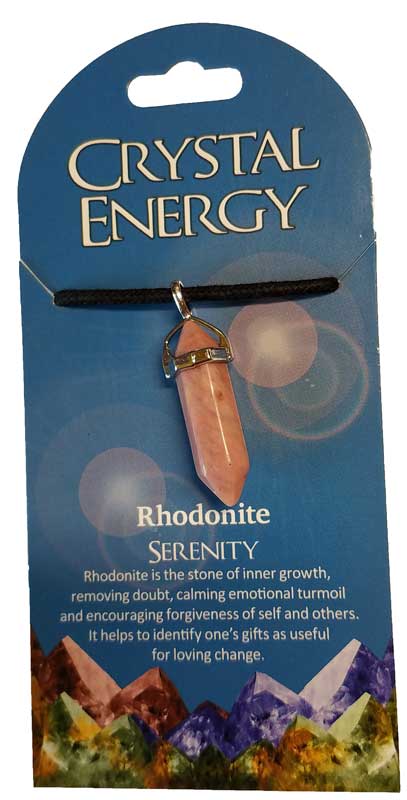 CRYSTAL
ENERGY
Rhodonite
SERENITY
Rhodonite is the stone of inner growth,
removing doubt, calming emotional turmoil
and encouraging forgiveness of self and others.
It helps to identify one's gifts as useful
for loving change.